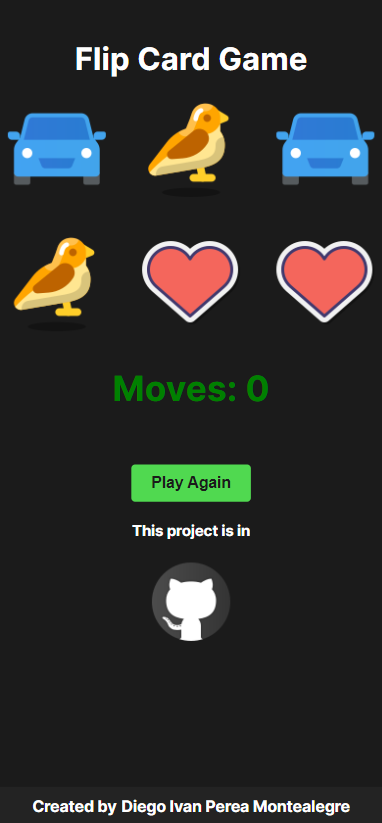 Flip Card Game
Moves: 0
Play Again
This project is in
Created by Diego Ivan Perea Montealegre